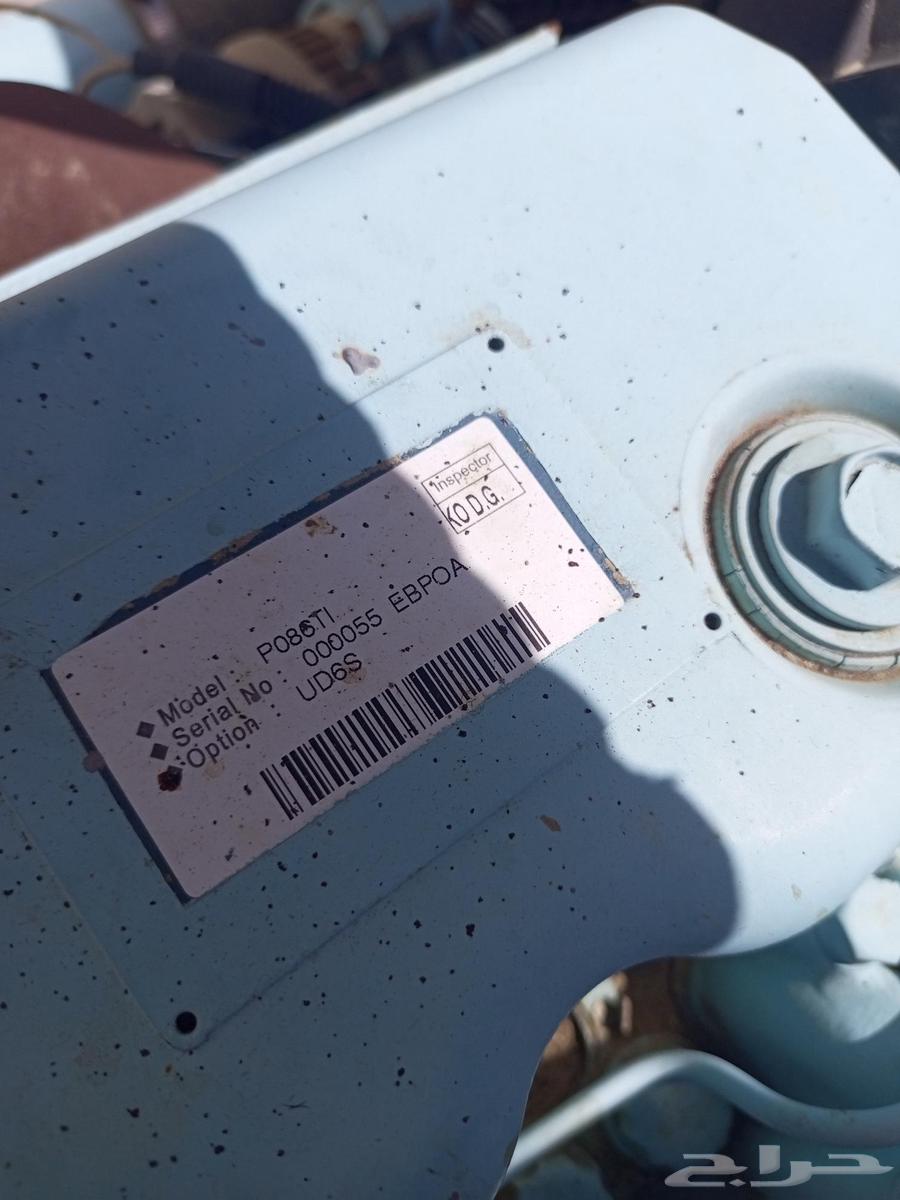 Inspector
KO D.G.
Model : P086TI
Serial No : 000055 EBPOA
Option : UD6S
حراج